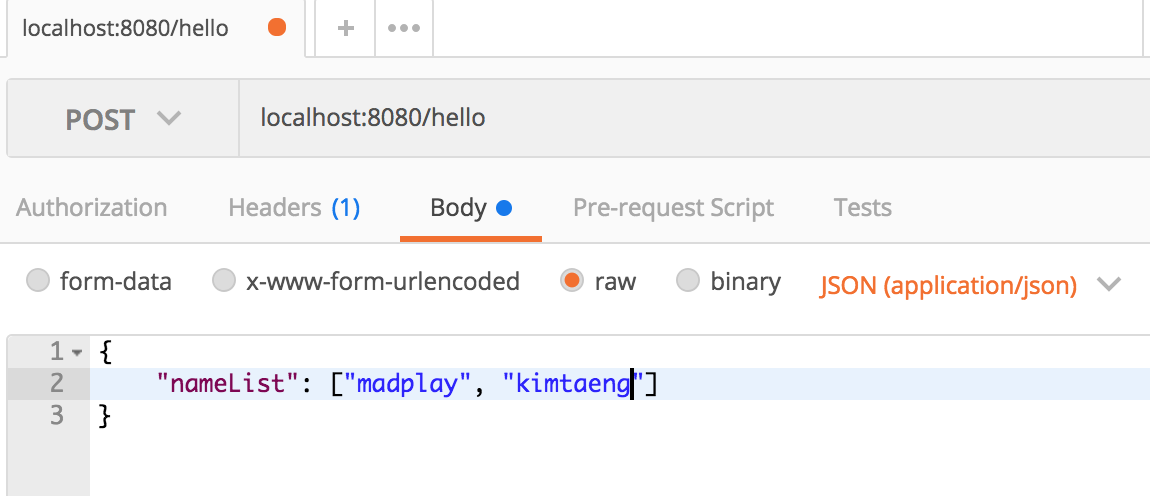 localhost:8080/hello
POST localhost:8080/hello
Authorization Headers (1) Body Pre-request Script Tests
form-data x-www-form-urlencoded raw binary JSON (application/json)
1 {
2 "nameList": ["madplay", "kimtaeng"]
3 }